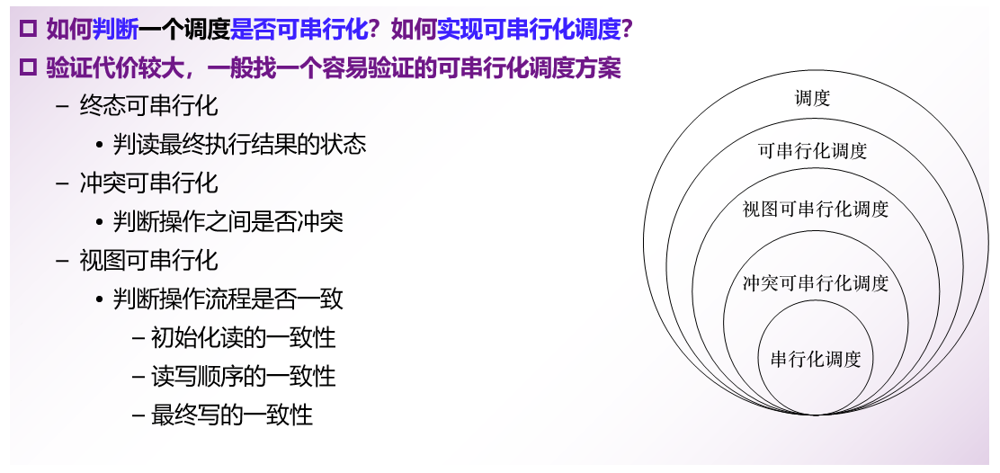 如何判断一个调度是否可串行化？如何实现可串行化调度？
验证代价较大，一般找一个容易验证的可串行化调度方案
– 终态可串行化
• 判读最终执行结果的状态
– 冲突可串行化
• 判断操作之间是否冲突
– 视图可串行化
• 判断操作流程是否一致
– 初始化读的一致性
– 读写顺序的一致性
– 最终写的一致性
调度
可串行化调度
视图可串行化调度
冲突可串行化调度
串行化调度